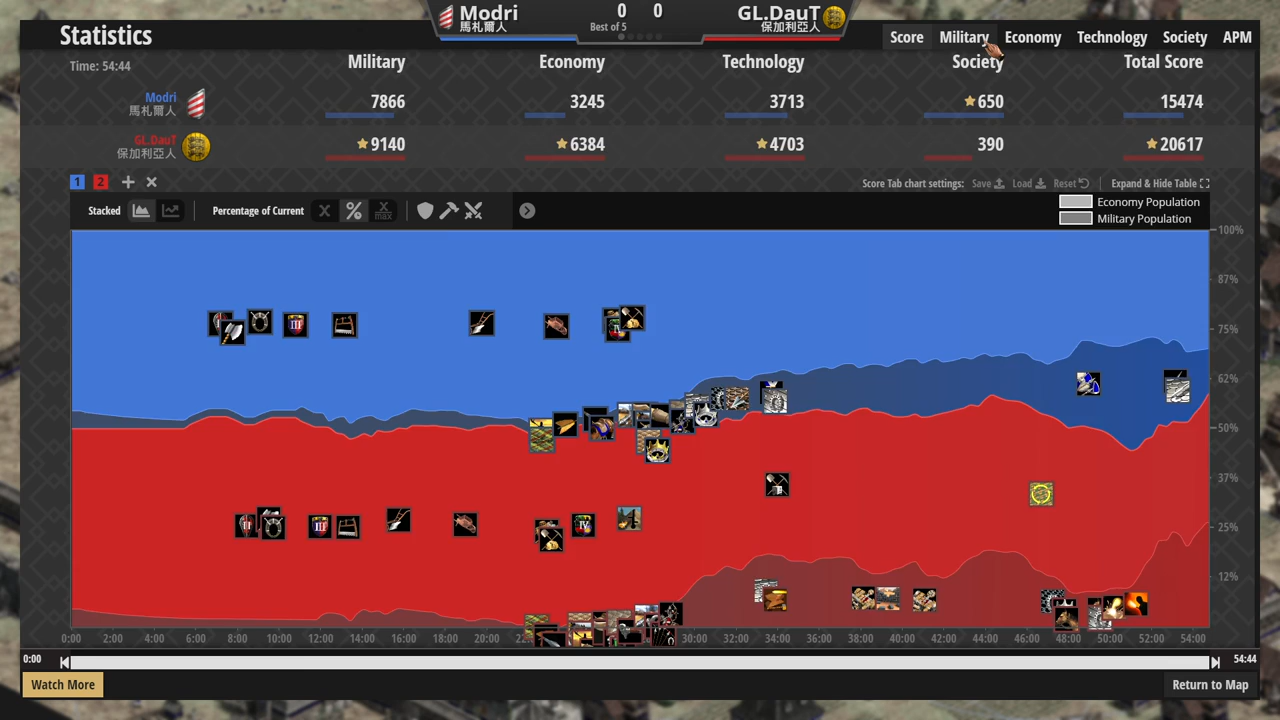 Modri 0 0 GL.DauT
馬札爾人 Best of 5 保加利亞人
Statistics
Score Military Economy Technology Society APM
Time: 54:44 Military Economy Technology Society Total Score
Modri 7866 3245 3713 650 15474
馬札爾人
GL.DauT 9140 6384 4703 390 20617
保加利亞人
1 2 + ×
Score Tab chart settings: Save Load Reset Expand & Hide Table
Stacked Percentage of Current X % X max
Economy Population
Military Population
100%
87%
75%
62%
50%
37%
25%
12%
0:00 2:00 4:00 6:00 8:00 10:00 12:00 14:00 16:00 18:00 20:00 22: 30:00 32:00 34:00 36:00 38:00 40:00 42:00 44:00 46:00 48:00 50:00 52:00 54:00
0:00 54:44
Watch More Return to Map